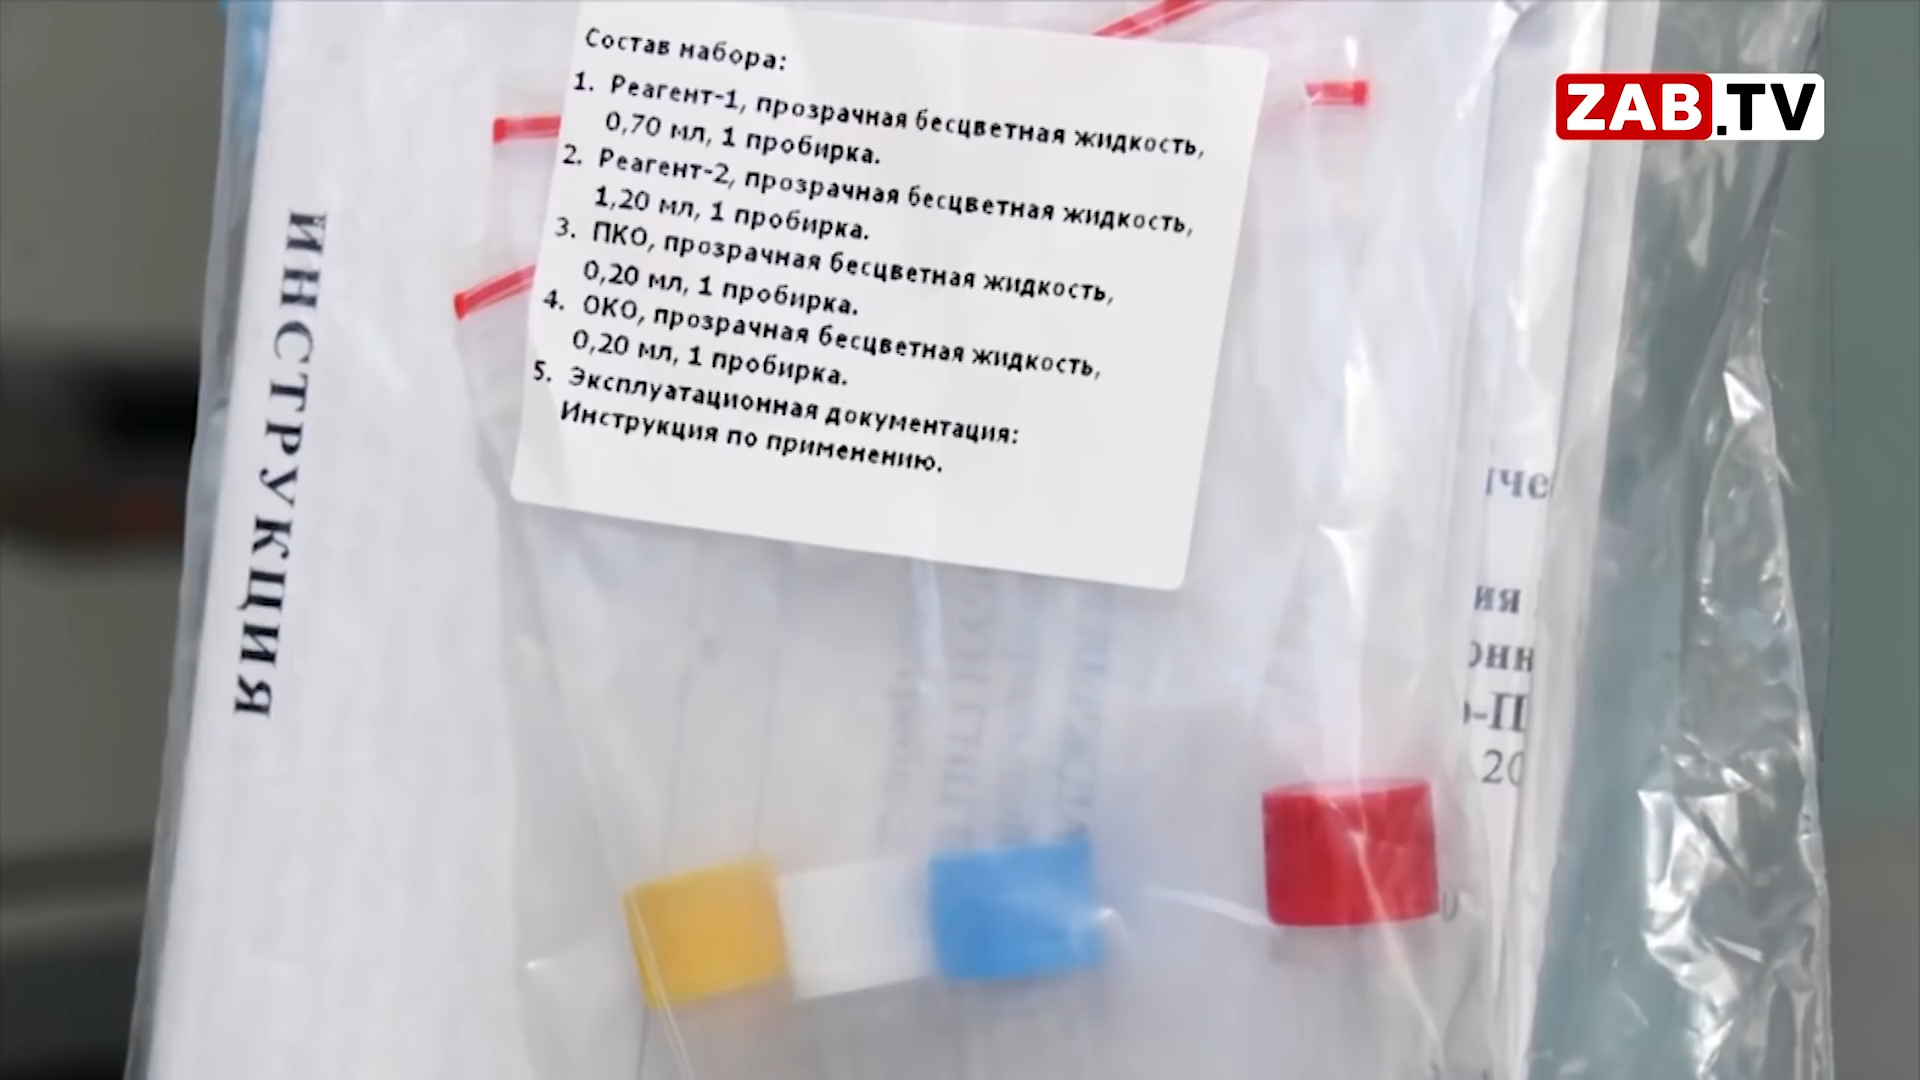 Состав набора:
1. Реагент-1, прозрачная бесцветная жидкость,
0,70 мл, 1 пробирка.
2. Реагент-2, прозрачная бесцветная жидкость,
1,20 мл, 1 пробирка.
3. ПКО, прозрачная бесцветная жидкость,
0,20 мл, 1 пробирка.
4. ОКО, прозрачная бесцветная жидкость,
0,20 мл, 1 пробирка.
5. Эксплуатационная документация:
Инструкция по применению.
ZAB.TV
ИНСТРУКЦИЯ